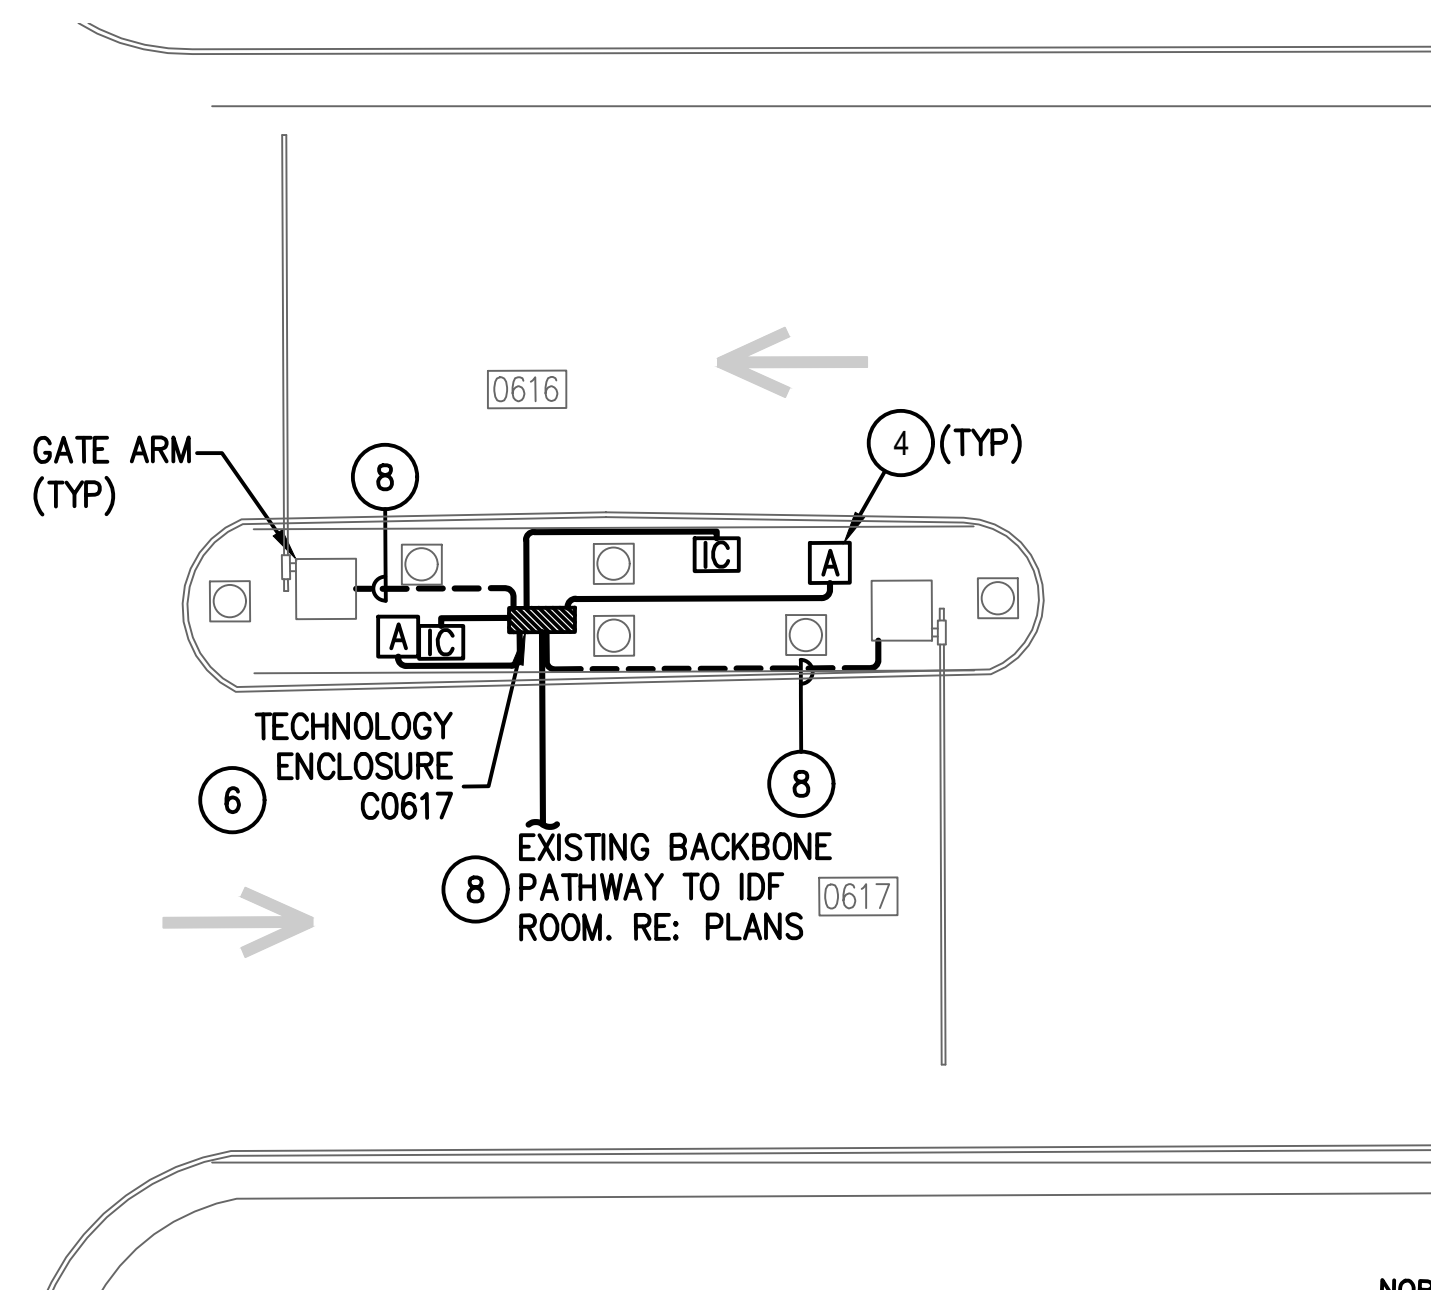 0616
4 (TYP)
GATE ARM
(TYP)
8
IC
A
A IC
TECHNOLOGY
ENCLOSURE
C0617
6
8
EXISTING BACKBONE
8 PATHWAY TO IDF
ROOM. RE: PLANS
0617